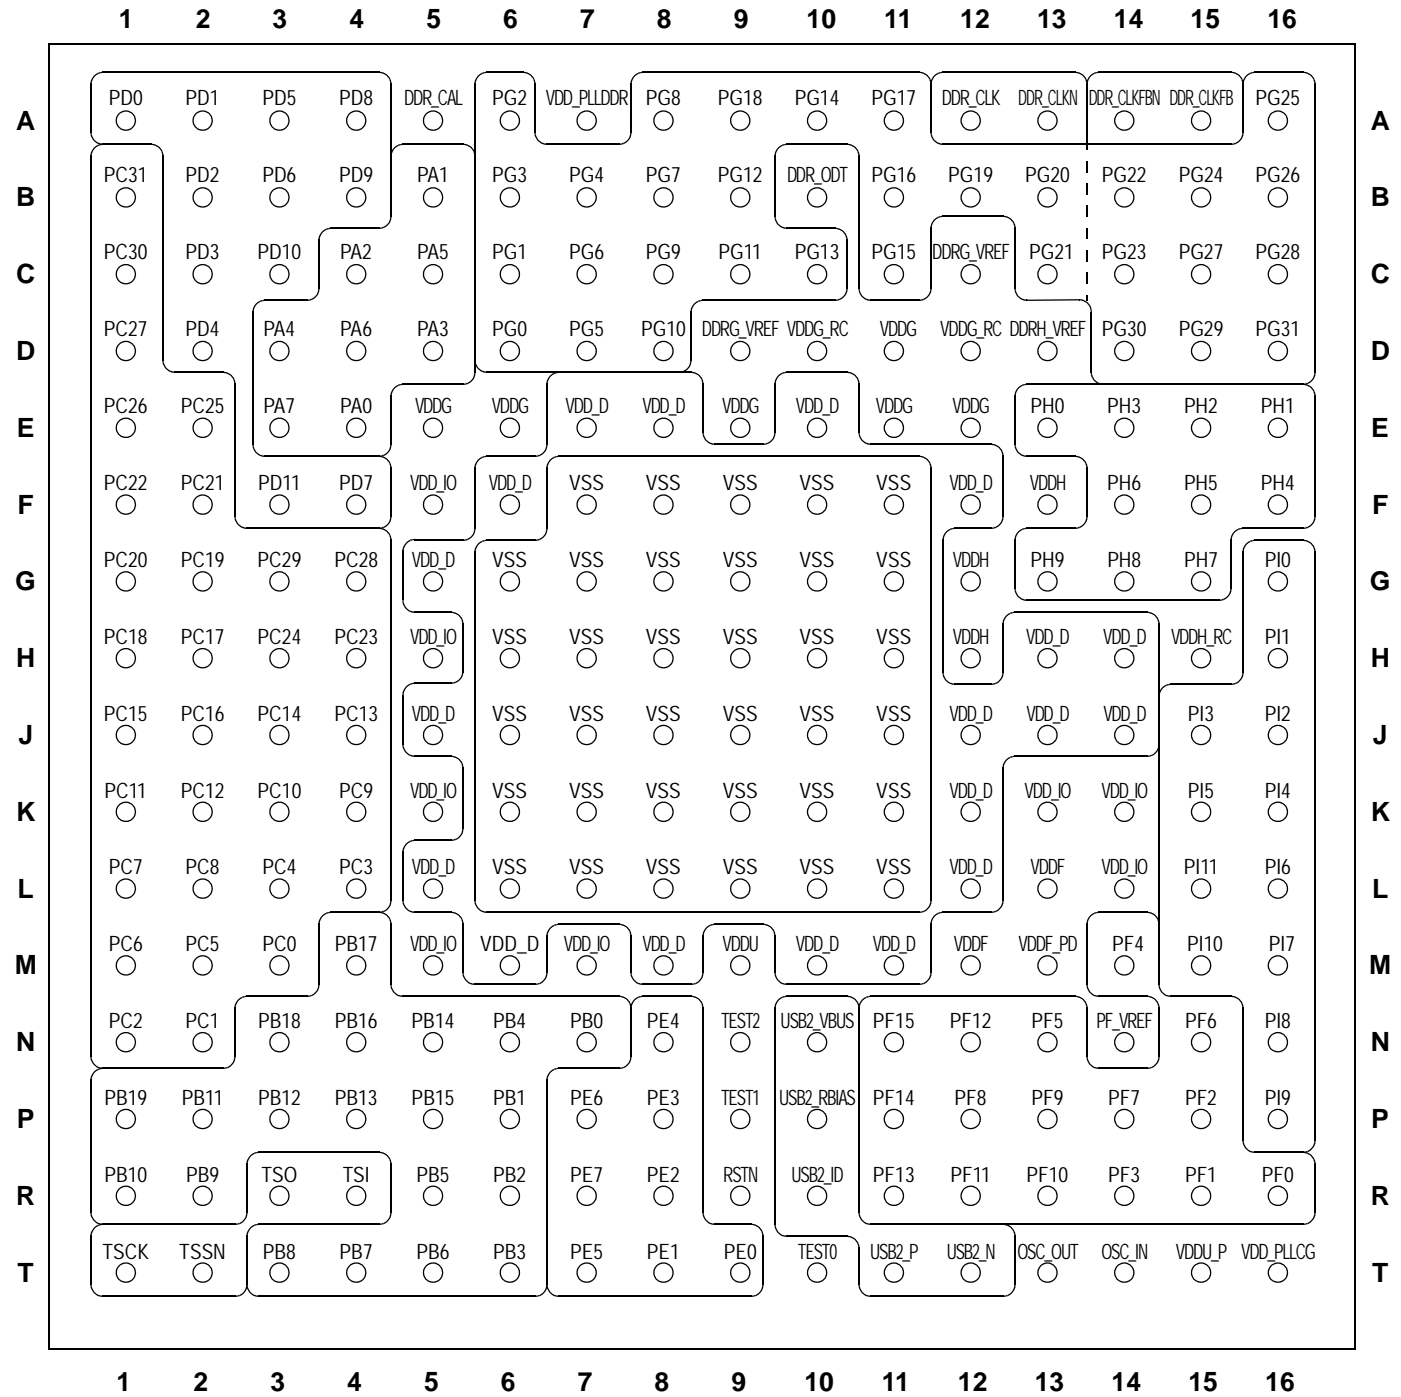 1 2 3 4 5 6 7 8 9 10 11 12 13 14 15 16
A PD0 PD1 PD5 PD8 DDR_CAL PG2 VDD_PLLDDR PG8 PG18 PG14 PG17 DDR_CLK DDR_CLKN DDR_CLKFBN DDR_CLKFB PG25 A
B PC31 PD2 PD6 PD9 PA1 PG3 PG4 PG7 PG12 DDR_ODT PG16 PG19 PG20 PG22 PG24 PG26 B
C PC30 PD3 PD10 PA2 PA5 PG1 PG6 PG9 PG11 PG13 PG15 DDRG_VREF PG21 PG23 PG27 PG28 C
D PC27 PD4 PA4 PA6 PA3 PG0 PG5 PG10 DDRG_VREF VDDG_RC VDDG VDDG_RC DDRH_VREF PG30 PG29 PG31 D
E PC26 PC25 PA7 PA0 VDDG VDDG VDD_D VDD_D VDDG VDD_D VDDG VDDG PH0 PH3 PH2 PH1 E
F PC22 PC21 PD11 PD7 VDD_IO VDD_D VSS VSS VSS VSS VSS VDD_D VDDH PH6 PH5 PH4 F
G PC20 PC19 PC29 PC28 VDD_D VSS VSS VSS VSS VSS VSS VDDH PH9 PH8 PH7 PI0 G
H PC18 PC17 PC24 PC23 VDD_IO VSS VSS VSS VSS VSS VSS VDDH VDD_D VDD_D VDDH_RC PI1 H
J PC15 PC16 PC14 PC13 VDD_D VSS VSS VSS VSS VSS VSS VDD_D VDD_D VDD_D PI3 PI2 J
K PC11 PC12 PC10 PC9 VDD_IO VSS VSS VSS VSS VSS VSS VDD_D VDD_IO VDD_IO PI5 PI4 K
L PC7 PC8 PC4 PC3 VDD_D VSS VSS VSS VSS VSS VSS VDD_D VDDF VDD_IO PI11 PI6 L
M PC6 PC5 PC0 PB17 VDD_IO VDD_D VDD_IO VDD_D VDDU VDD_D VDD_D VDDF VDDF_PD PF4 PI10 PI7 M
N PC2 PC1 PB18 PB16 PB14 PB4 PB0 PE4 TEST2 USB2_VBUS PF15 PF12 PF5 PF_VREF PF6 PI8 N
P PB19 PB11 PB12 PB13 PB15 PB1 PE6 PE3 TEST1 USB2_RBIAS PF14 PF8 PF9 PF7 PF2 PI9 P
R PB10 PB9 TSO TSI PB5 PB2 PE7 PE2 RSTN USB2_ID PF13 PF11 PF10 PF3 PF1 PF0 R
T TSCK TSSN PB8 PB7 PB6 PB3 PE5 PE1 PE0 TEST0 USB2_P USB2_N OSC_OUT OSC_IN VDDU_P VDD_PLLCG T
1 2 3 4 5 6 7 8 9 10 11 12 13 14 15 16